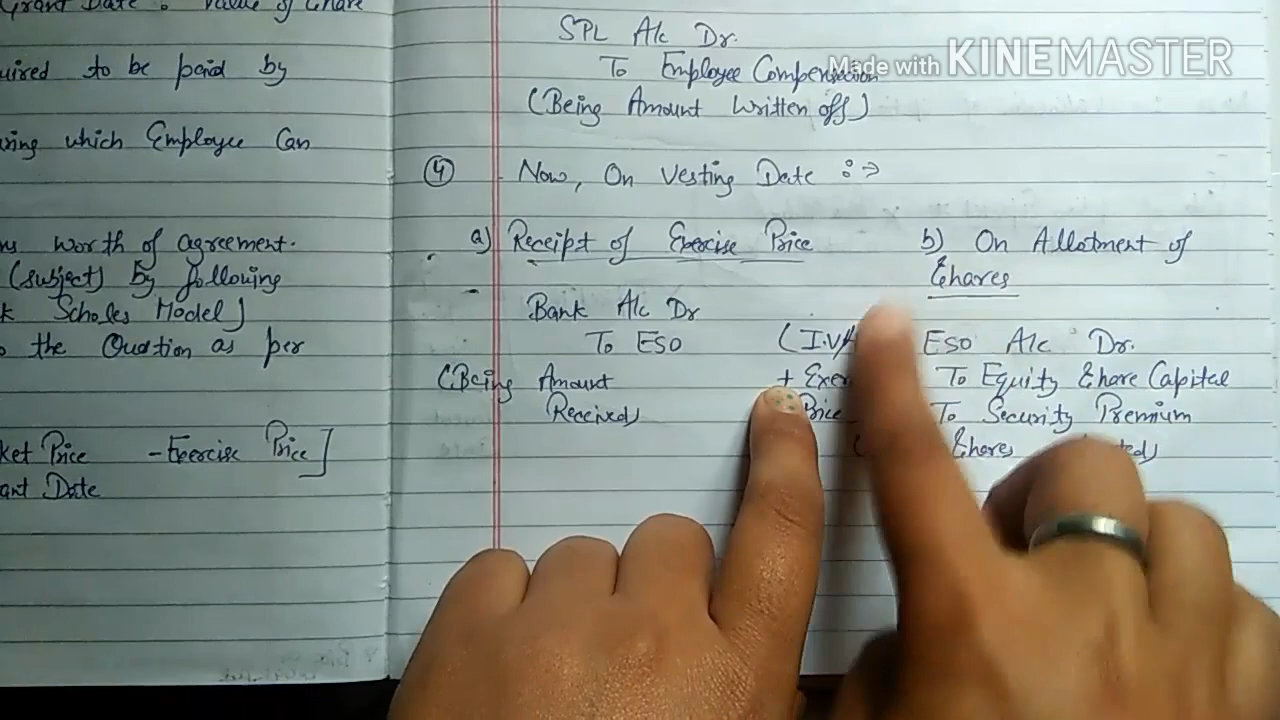 Grant Date. Value of Share
uired to be paid by
ring which Employee Can
ns worth of agreement.
(subject) by following
k Scholes Model]
o the Question as per
ket Price - Exercise Price]
ant Date
SPL A/c Dr.
To Employee Compensation
(Being Amount Written off)
④ Now, On Vesting Date :→
a) Receipt of Exercise Price
Bank A/c Dr
To ESO
(Being Amount
Received)
b) On Allotment of
Shares
(I.V/
+ Exer
Price
ESO A/c Dr.
To Equity Share Capital
To Security Premium
Shares
Made with KINEMASTER